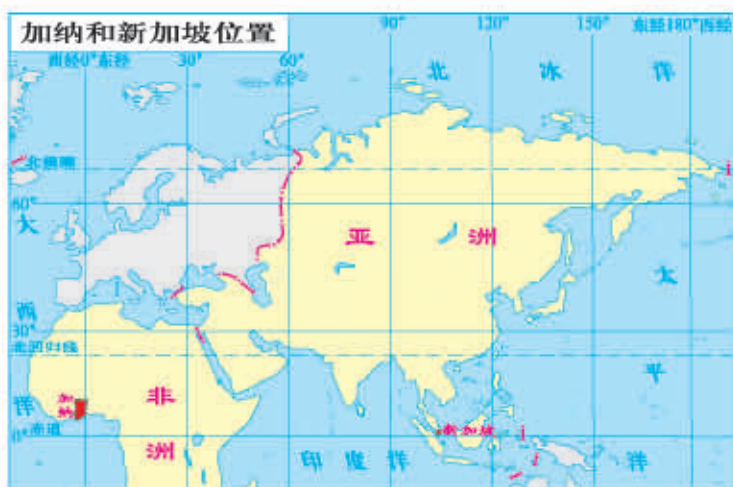 加纳和新加坡位置
90° 120° 150° 东经180°西经
西经0°东经 30° 60°
北冰洋
北极圈
60°
大西洋
亚洲
太平洋
30°
北回归线
加纳
非洲
新加坡
0° 赤道
印度洋